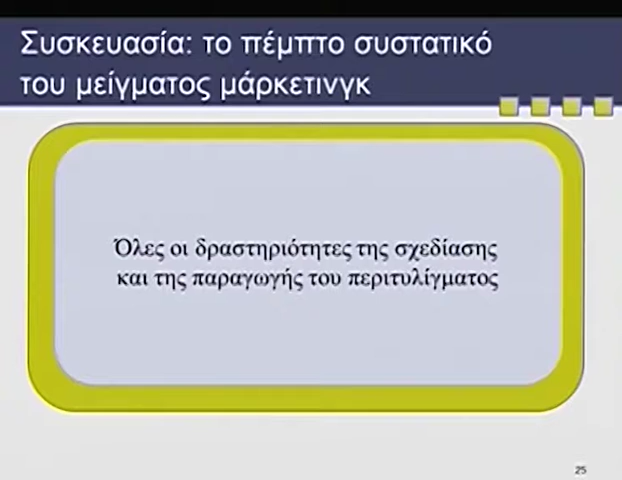 Συσκευασία: το πέμπτο συστατικό
του μείγματος μάρκετινγκ
Όλες οι δραστηριότητες της σχεδίασης
και της παραγωγής του περιτυλίγματος
25